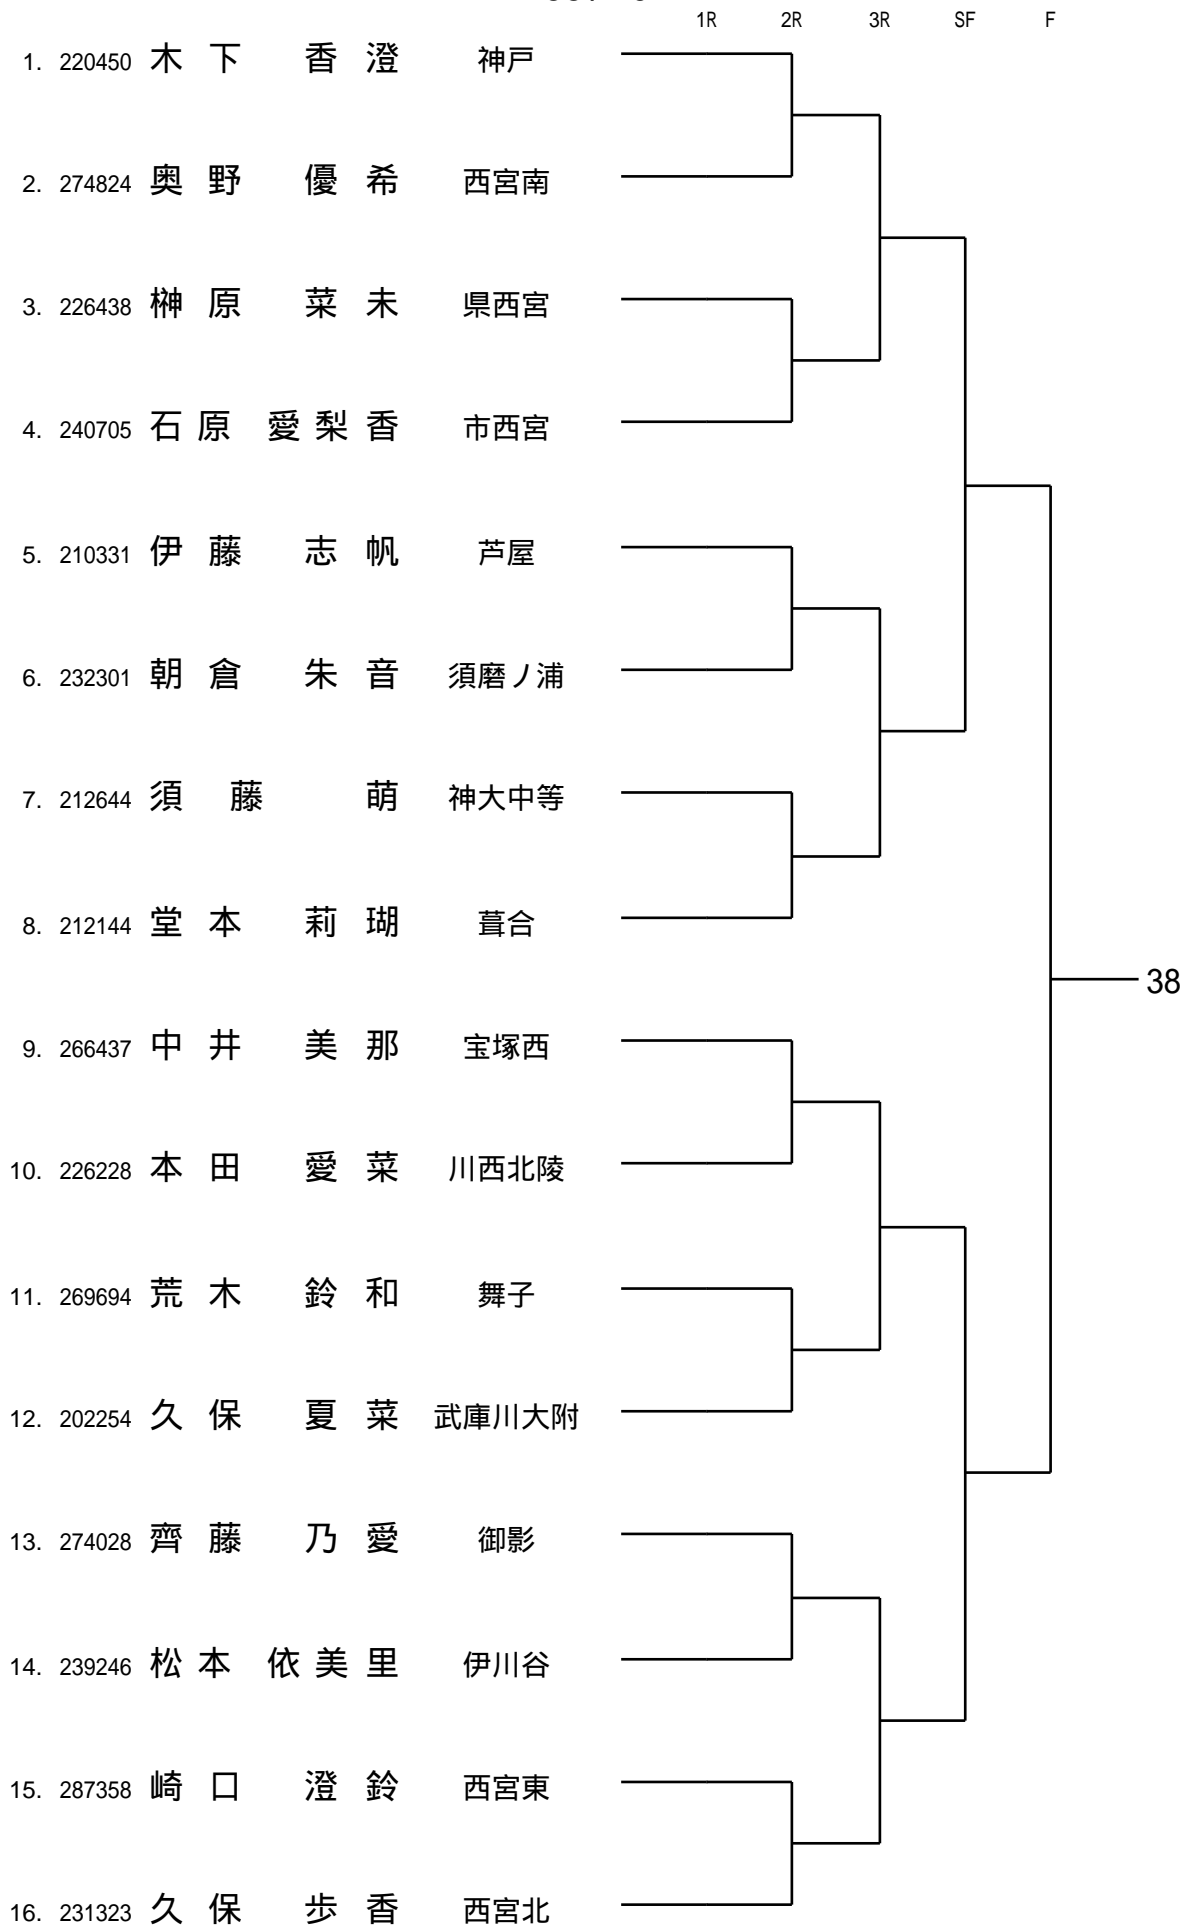 1R 2R 3R SF F
1. 220450 木下 香澄 神戸
2. 274824 奥野 優希 西宮南
3. 226438 榊原 菜未 県西宮
4. 240705 石原 愛梨香 市西宮
5. 210331 伊藤 志帆 芦屋
6. 232301 朝倉 朱音 須磨ノ浦
7. 212644 須藤 萌 神大中等
8. 212144 堂本 莉瑚 葺合
38
9. 266437 中井 美那 宝塚西
10. 226228 本田 愛菜 川西北陵
11. 269694 荒木 鈴和 舞子
12. 202254 久保 夏菜 武庫川大附
13. 274028 齊藤 乃愛 御影
14. 239246 松本 依美里 伊川谷
15. 287358 崎口 澄鈴 西宮東
16. 231323 久保 歩香 西宮北